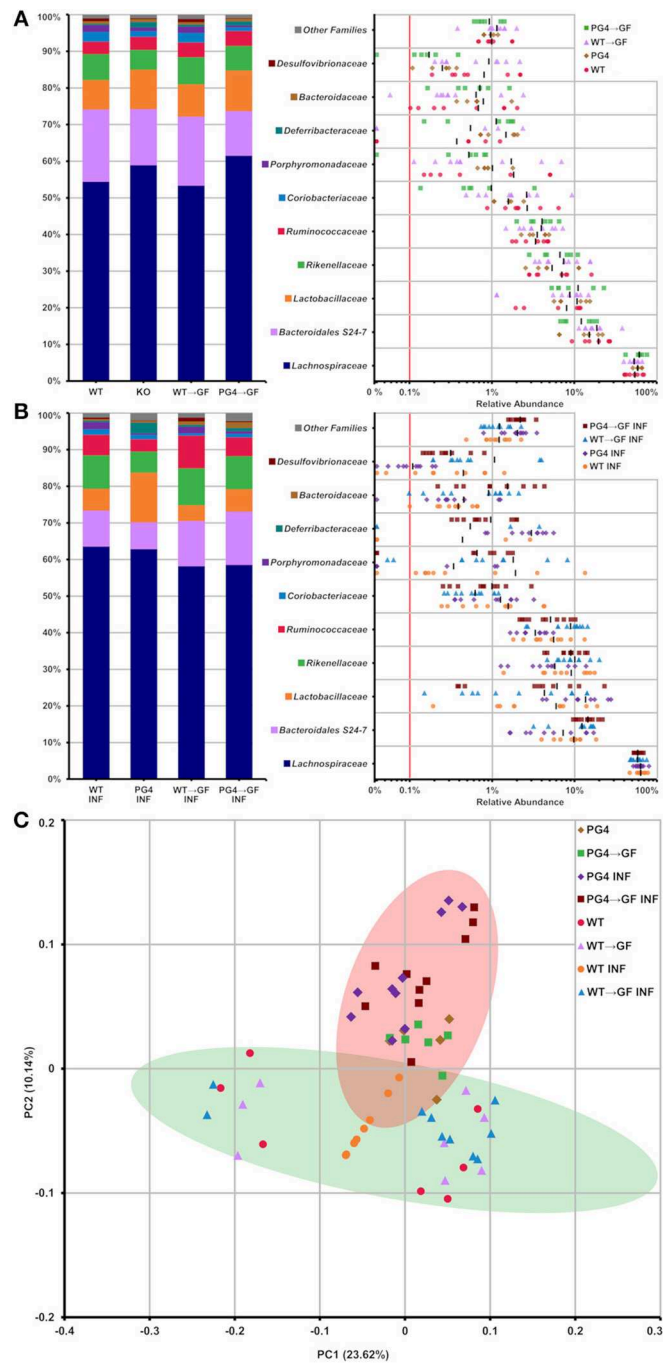 A
100%
90%
80%
70%
60%
50%
40%
30%
20%
10%
0%
WT
KO
WT→GF
PG4→GF
Other Families
Desulfovibrionaceae
Bacteroidaceae
Deferribacteraceae
Porphyromonadaceae
Coriobacteriaceae
Ruminococcaceae
Rikenellaceae
Lactobacillaceae
Bacteroidales S24-7
Lachnospiraceae
PG4→GF
WT→GF
PG4
WT
0%
0.1%
1%
10%
100%
Relative Abundance
B
100%
90%
80%
70%
60%
50%
40%
30%
20%
10%
0%
WT
INF
PG4
INF
WT→GF
INF
PG4→GF
INF
Other Families
Desulfovibrionaceae
Bacteroidaceae
Deferribacteraceae
Porphyromonadaceae
Coriobacteriaceae
Ruminococcaceae
Rikenellaceae
Lactobacillaceae
Bacteroidales S24-7
Lachnospiraceae
PG4→GF INF
WT→GF INF
PG4 INF
WT INF
0%
0.1%
1%
10%
100%
Relative Abundance
C
0.2
0.1
0
-0.1
-0.2
PC2 (10.14%)
PG4
PG4→GF
PG4 INF
PG4→GF INF
WT
WT→GF
WT INF
WT→GF INF
-0.4
-0.3
-0.2
-0.1
0
0.1
0.2
0.3
PC1 (23.62%)